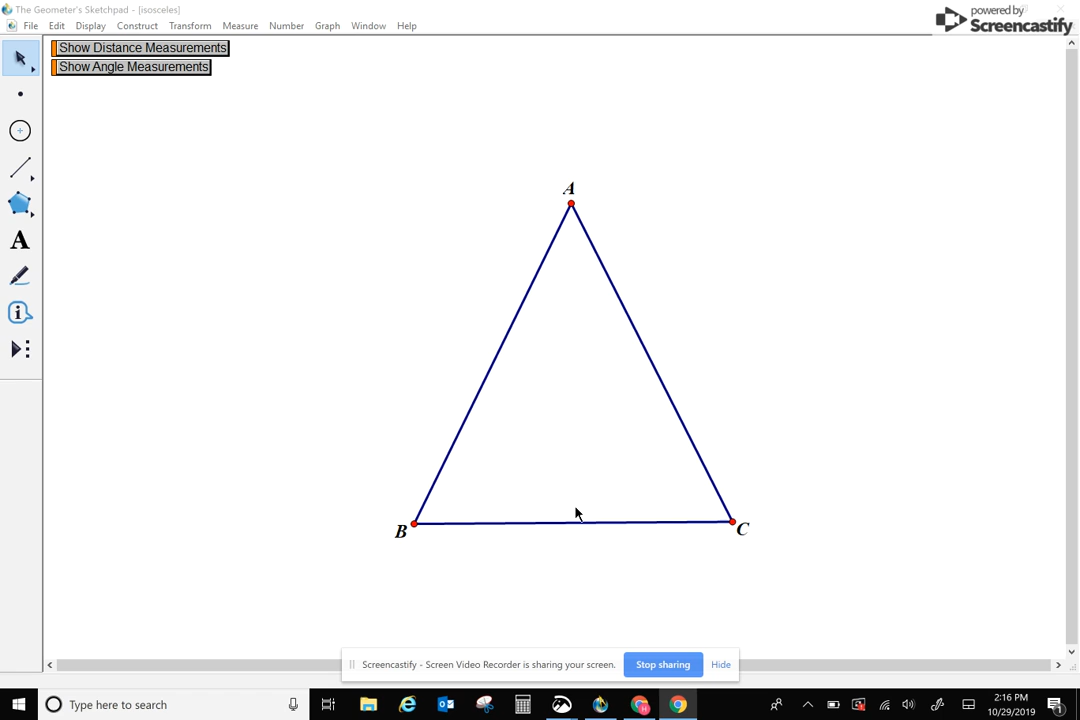 The Geometer's Sketchpad - [isosceles]
powered by
Screencastify
File Edit Display Construct Transform Measure Number Graph Window Help
Show Distance Measurements
Show Angle Measurements
A
A
B
C
Screencastify - Screen Video Recorder is sharing your screen.
Stop sharing
Hide
Type here to search
2:16 PM
10/29/2019